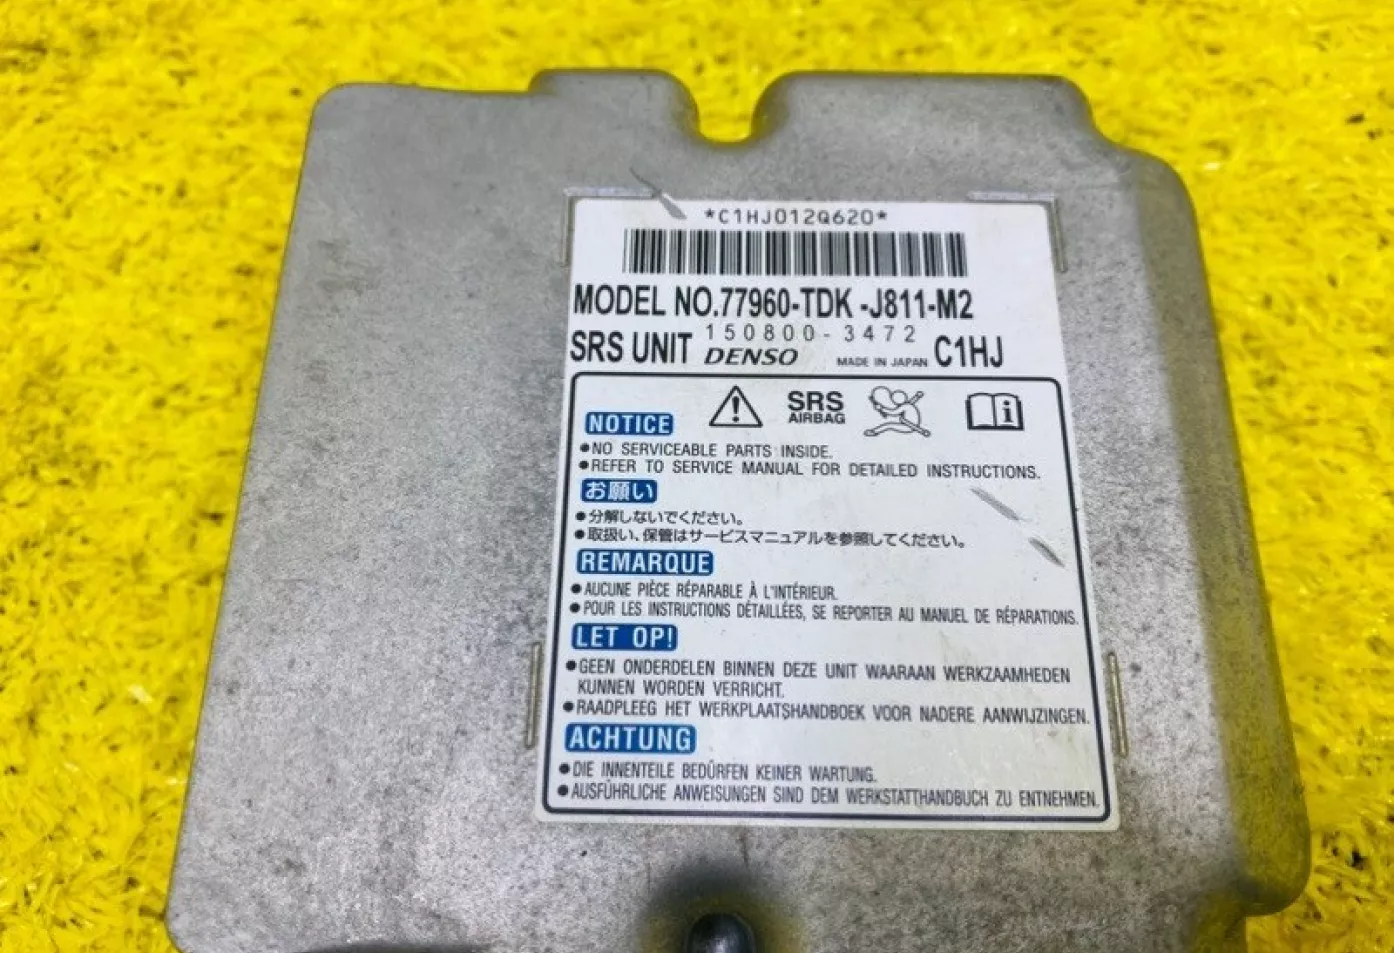 *C1HJ012Q620*
MODEL NO.77960-TDK -J811-M2
150800-3472
SRS UNIT DENSO MADE IN JAPAN C1HJ
SRS
AIRBAG
NOTICE
●NO SERVICEABLE PARTS INSIDE.
●REFER TO SERVICE MANUAL FOR DETAILED INSTRUCTIONS.
お願い
●分解しないでください。
●取扱い、保管はサービスマニュアルを参照してください。
REMARQUE
●AUCUNE PIÈCE RÉPARABLE À L'INTÉRIEUR.
●POUR LES INSTRUCTIONS DÉTAILLÉES, SE REPORTER AU MANUEL DE RÉPARATIONS.
LET OP!
●GEEN ONDERDELEN BINNEN DEZE UNIT WAARAAN WERKZAAMHEDEN
KUNNEN WORDEN VERRICHT.
●RAADPLEEG HET WERKPLAATSHANDBOEK VOOR NADERE AANWIJZINGEN.
ACHTUNG
●DIE INNENTEILE BEDÜRFEN KEINER WARTUNG.
●AUSFÜHRLICHE ANWEISUNGEN SIND DEM WERKSTATTHANDBUCH ZU ENTNEHMEN.